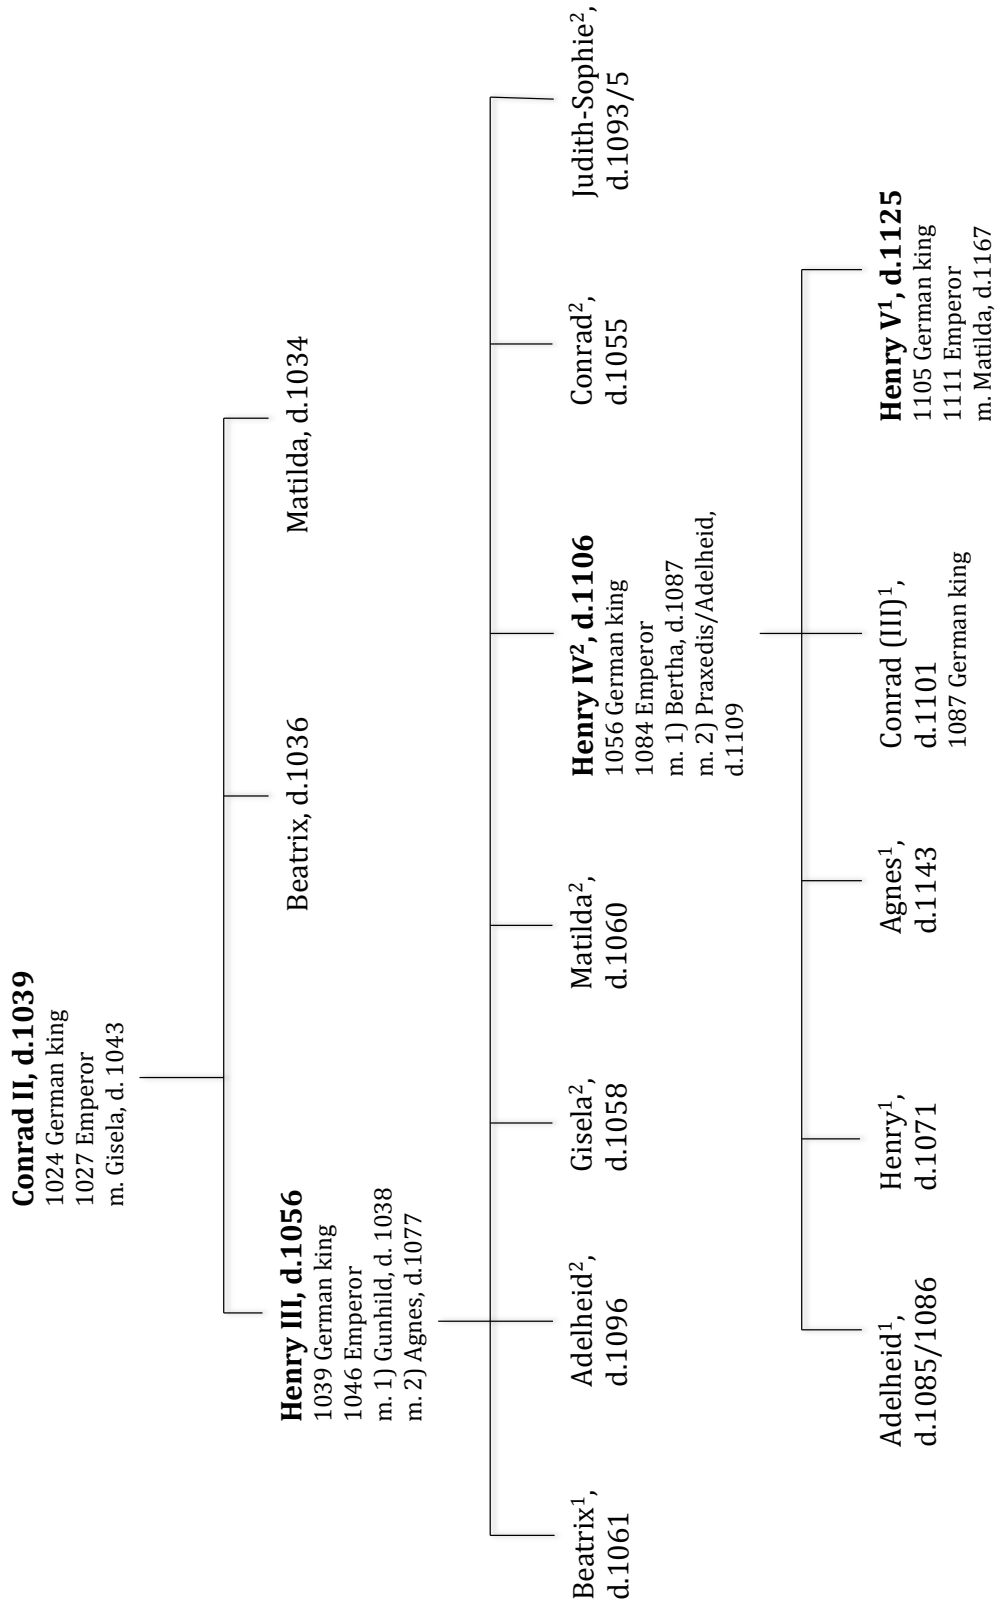 Conrad II, d.1039
1024 German king
1027 Emperor
m. Gisela, d. 1043
Henry III, d.1056
1039 German king
1046 Emperor
m. 1) Gunhild, d. 1038
m. 2) Agnes, d.1077
Beatrix, d.1036
Matilda, d.1034
Beatrix¹,
d.1061
Adelheid²,
d.1096
Gisela²,
d.1058
Matilda²,
d.1060
Henry IV², d.1106
1056 German king
1084 Emperor
m. 1) Bertha, d.1087
m. 2) Praxedis/Adelheid,
d.1109
Conrad²,
d.1055
Judith-Sophie²,
d.1093/5
Adelheid¹,
d.1085/1086
Henry¹,
d.1071
Agnes¹,
d.1143
Conrad (III)¹,
d.1101
1087 German king
Henry V¹, d.1125
1105 German king
1111 Emperor
m. Matilda, d.1167